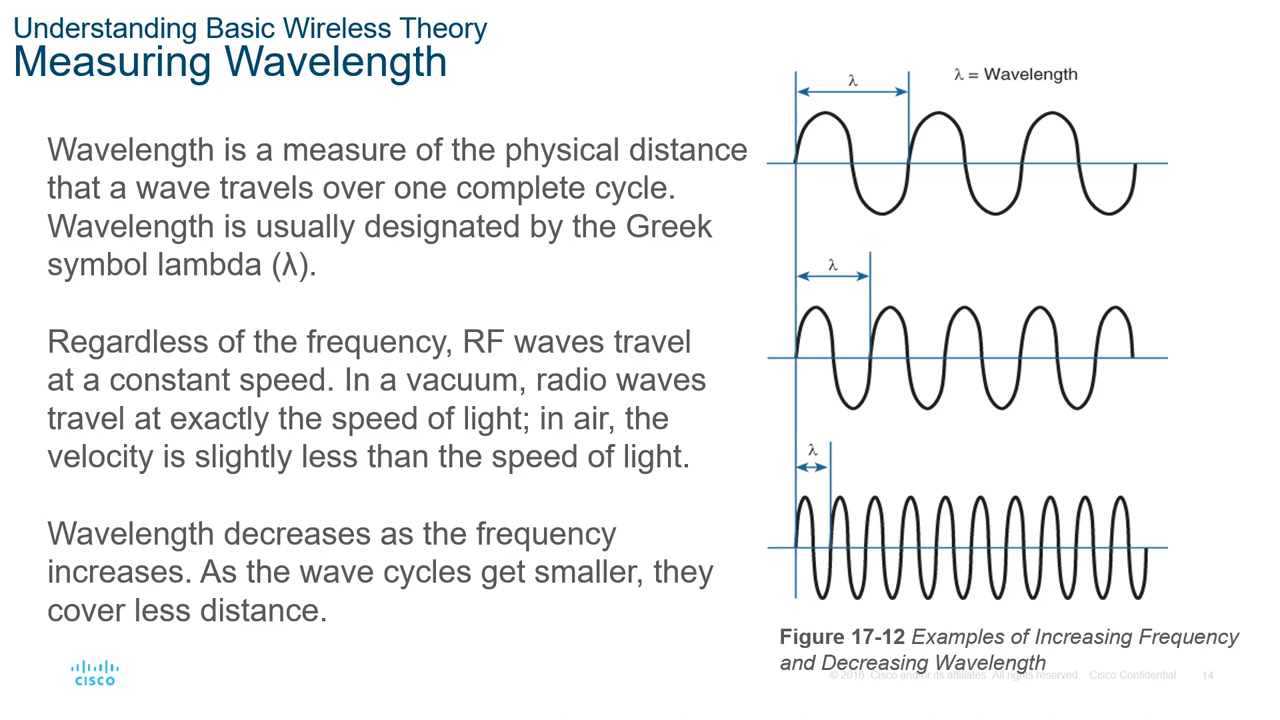 Understanding Basic Wireless Theory
Measuring Wavelength
λ
λ = Wavelength
Wavelength is a measure of the physical distance
that a wave travels over one complete cycle.
Wavelength is usually designated by the Greek
symbol lambda (λ).
λ
Regardless of the frequency, RF waves travel
at a constant speed. In a vacuum, radio waves
travel at exactly the speed of light; in air, the
velocity is slightly less than the speed of light.
λ
Wavelength decreases as the frequency
increases. As the wave cycles get smaller, they
cover less distance.
Figure 17-12 Examples of Increasing Frequency
and Decreasing Wavelength
CISCO
© 2016 Cisco and/or its affiliates. All rights reserved. Cisco Confidential 14